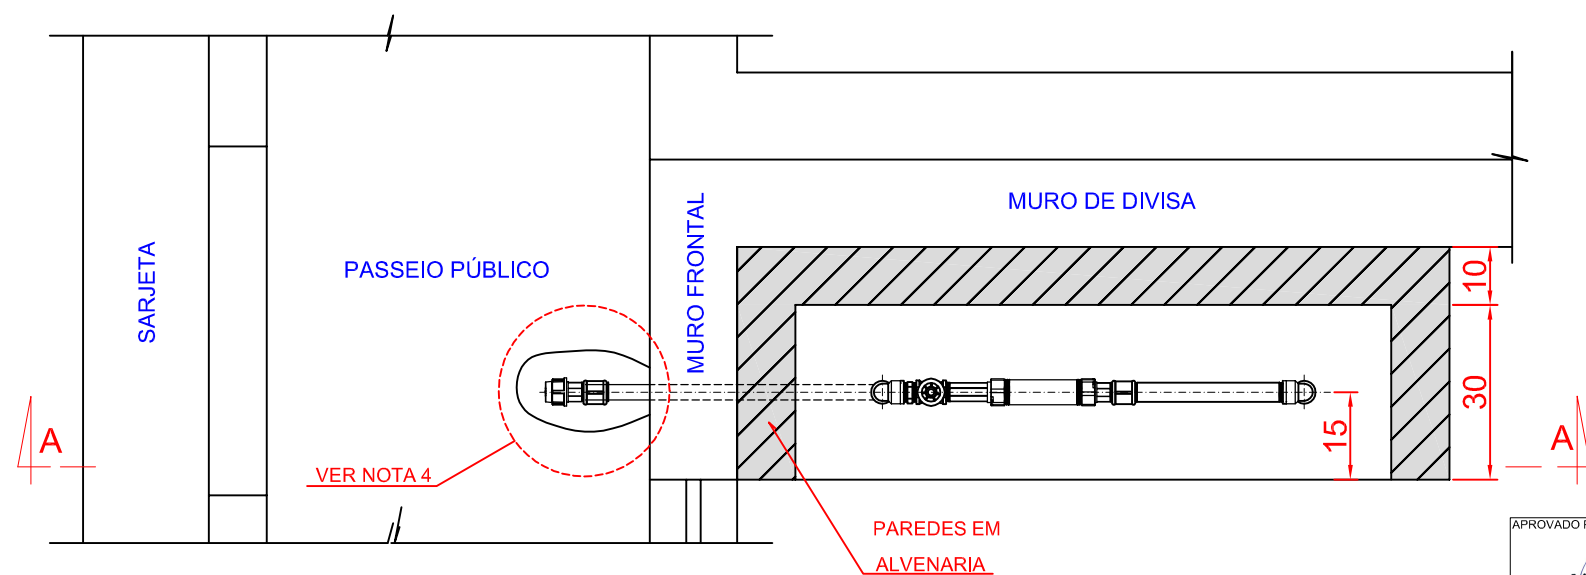 SARJETA
PASSEIO PÚBLICO
MURO FRONTAL
MURO DE DIVISA
10
30
15
A
A
VER NOTA 4
PAREDES EM
ALVENARIA
APROVADO